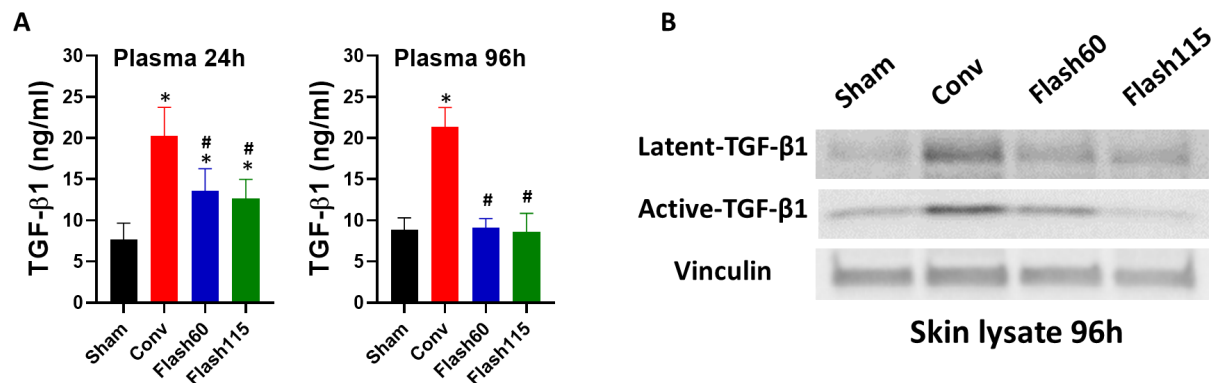 A
Plasma 24h
TGF-β1 (ng/ml)
30
25
20
15
10
5
0
*
#
*
#
*
Sham
Conv
Flash60
Flash115
Plasma 96h
TGF-β1 (ng/ml)
30
25
20
15
10
5
0
*
#
#
Sham
Conv
Flash60
Flash115
B
Sham
Conv
Flash60
Flash115
Latent-TGF-β1
Active-TGF-β1
Vinculin
Skin lysate 96h